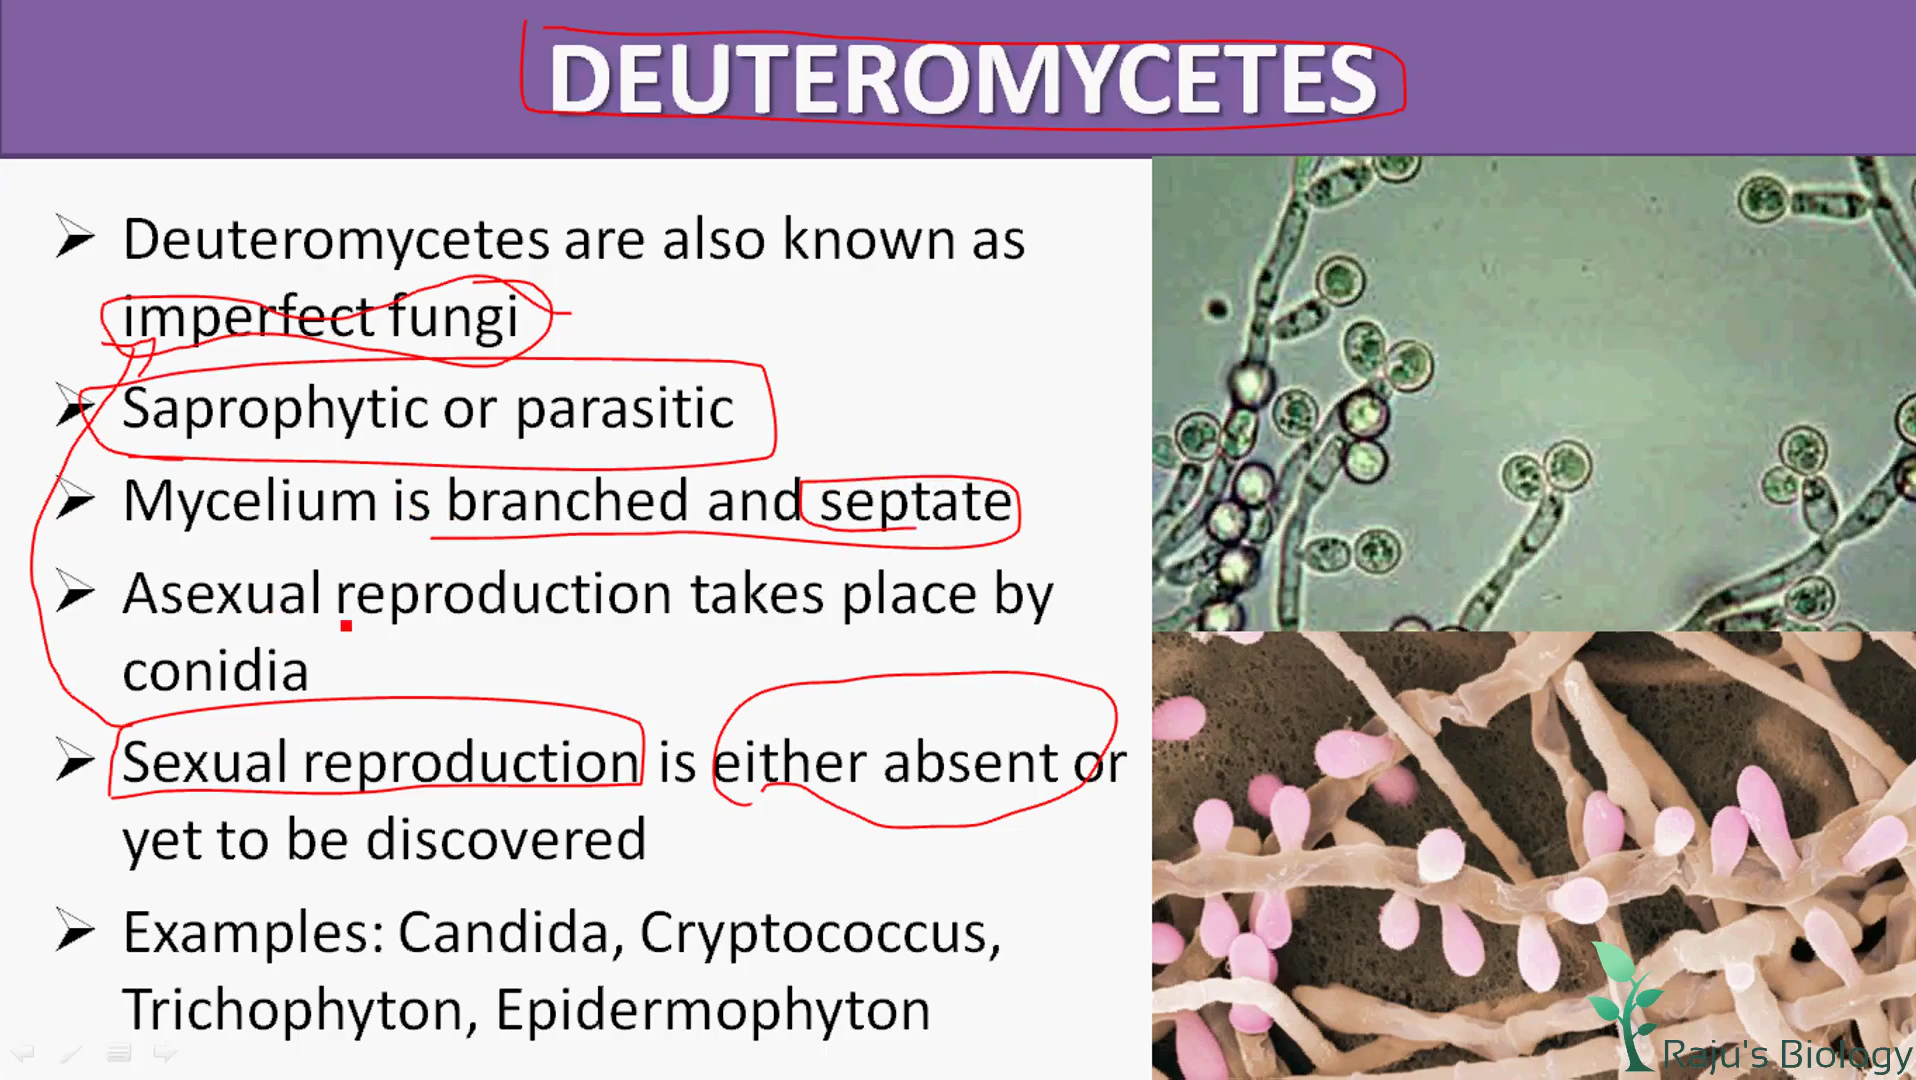 DEUTEROMYCETES
Deuteromycetes are also known as
imperfect fungi
Saprophytic or parasitic
Mycelium is branched and septate
Asexual reproduction takes place by
conidia
Sexual reproduction is either absent or
yet to be discovered
Examples: Candida, Cryptococcus,
Trichophyton, Epidermophyton
Raju's Biology